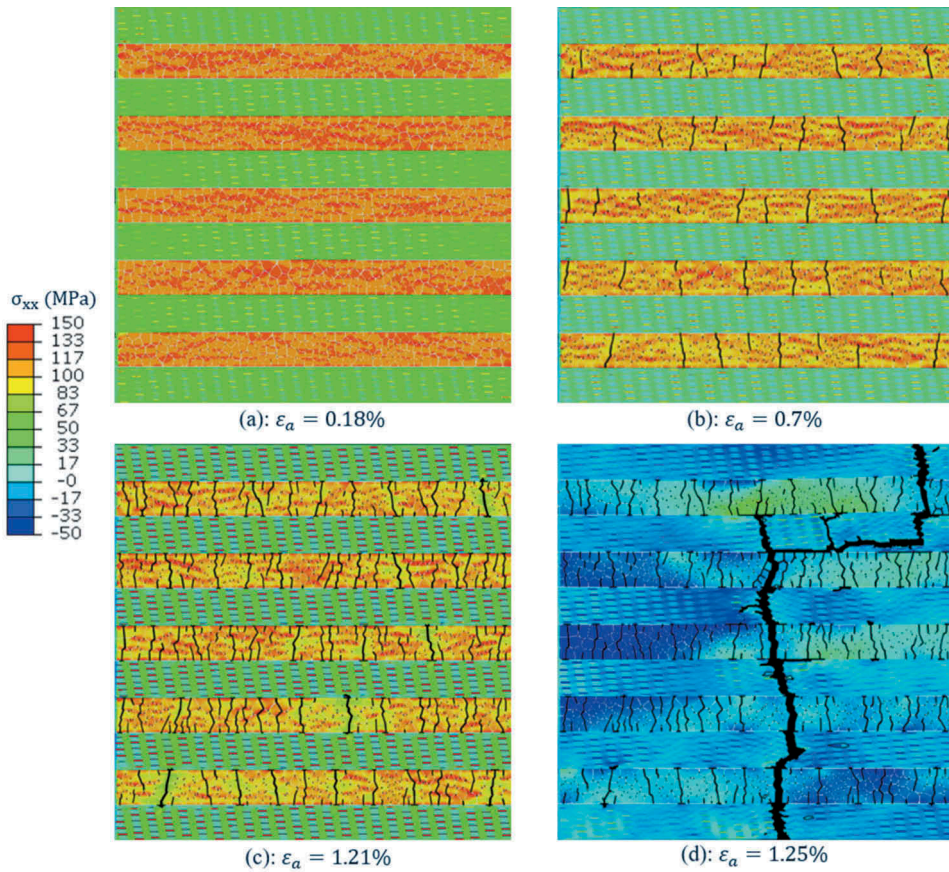 (a): εₐ = 0.18%
(b): εₐ = 0.7%
σₓₓ (MPa)
150
133
117
100
83
67
50
33
17
-0
-17
-33
-50
(c): εₐ = 1.21%
(d): εₐ = 1.25%